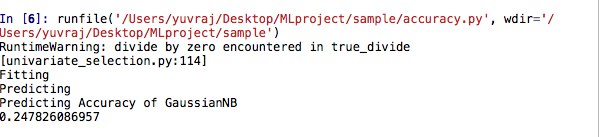 In [6]: runfile('/Users/yuvraj/Desktop/MLproject/sample/accuracy.py', wdir='/
Users/yuvraj/Desktop/MLproject/sample')
RuntimeWarning: divide by zero encountered in true_divide
[univariate_selection.py:114]
Fitting
Predicting
Predicting Accuracy of GaussianNB
0.247826086957